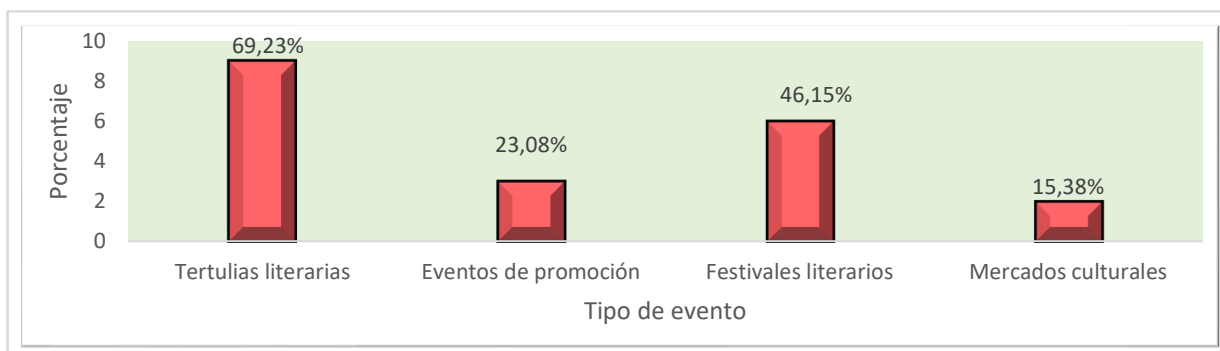 Porcentaje
10
8
6
4
2
0
69,23%
23,08%
46,15%
15,38%
Tertulias literarias
Eventos de promoción
Festivales literarios
Mercados culturales
Tipo de evento